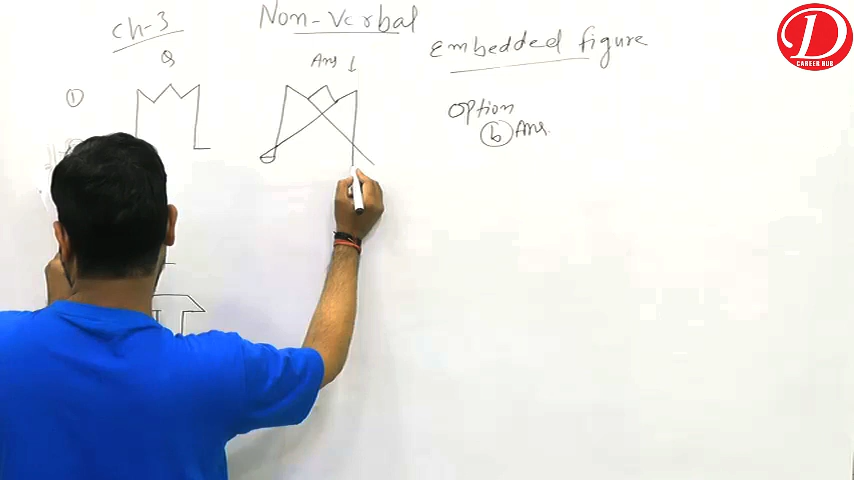 Ch-3
Non-Verbal
Embedded figure
Q
Ans ↓
①
Option
ⓑ Ans.
D
CAREER HUB